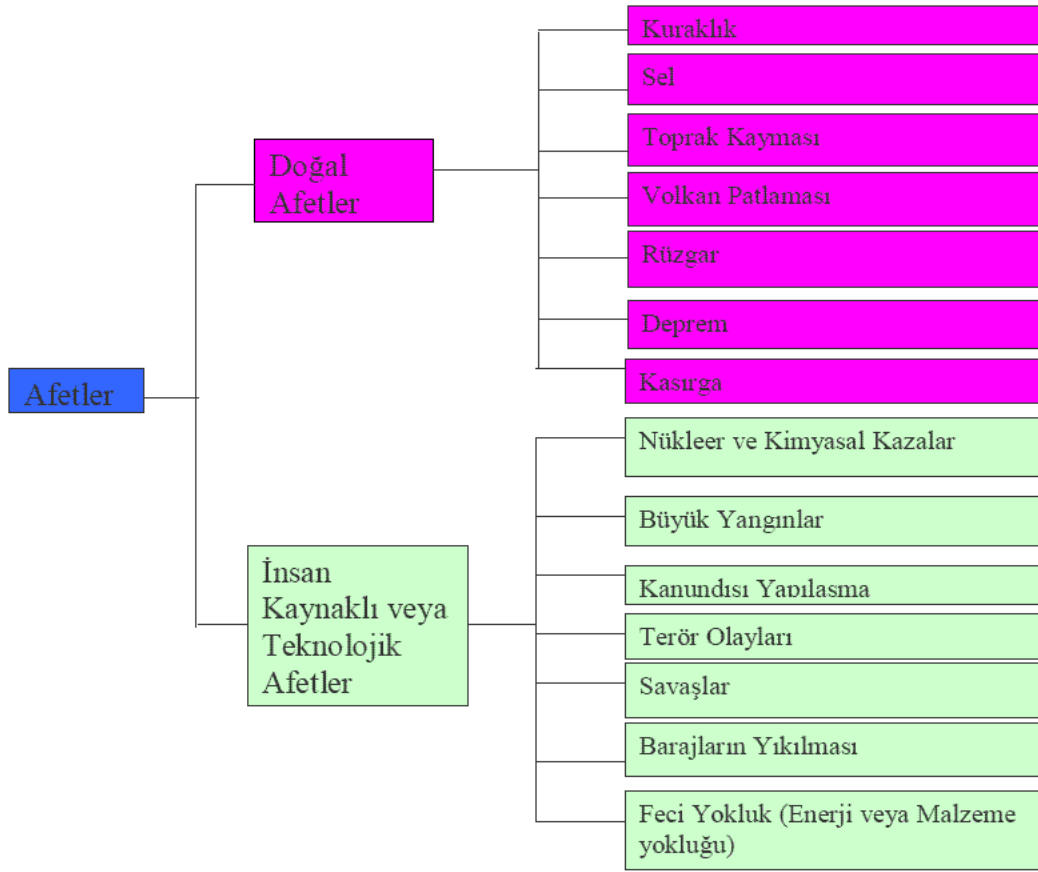 Afetler
Doğal
Afetler
Kuraklık
Sel
Toprak Kayması
Volkan Patlaması
Rüzgar
Deprem
Kasırga
İnsan
Kaynaklı veya
Teknolojik
Afetler
Nükleer ve Kimyasal Kazalar
Büyük Yangınlar
Kanundısı Yapılasma
Terör Olayları
Savaşlar
Barajların Yıkılması
Feci Yokluk (Enerji veya Malzeme
yokluğu)